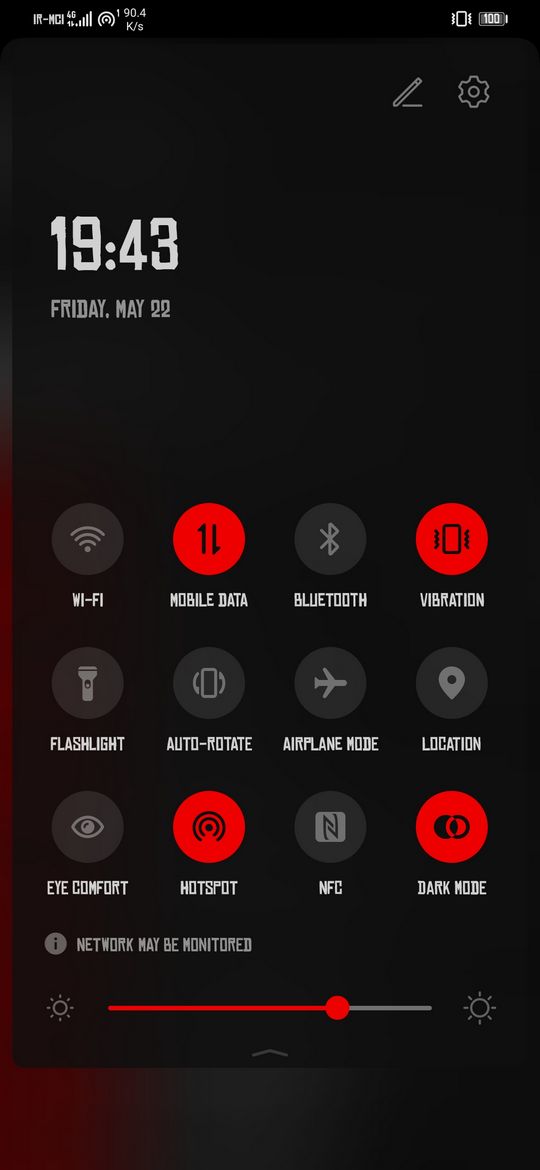 IR-MCI 4G 1 90.4 K/s 100
19:43
FRIDAY, MAY 22
WI-FI MOBILE DATA BLUETOOTH VIBRATION
FLASHLIGHT AUTO-ROTATE AIRPLANE MODE LOCATION
EYE COMFORT HOTSPOT NFC DARK MODE
NETWORK MAY BE MONITORED